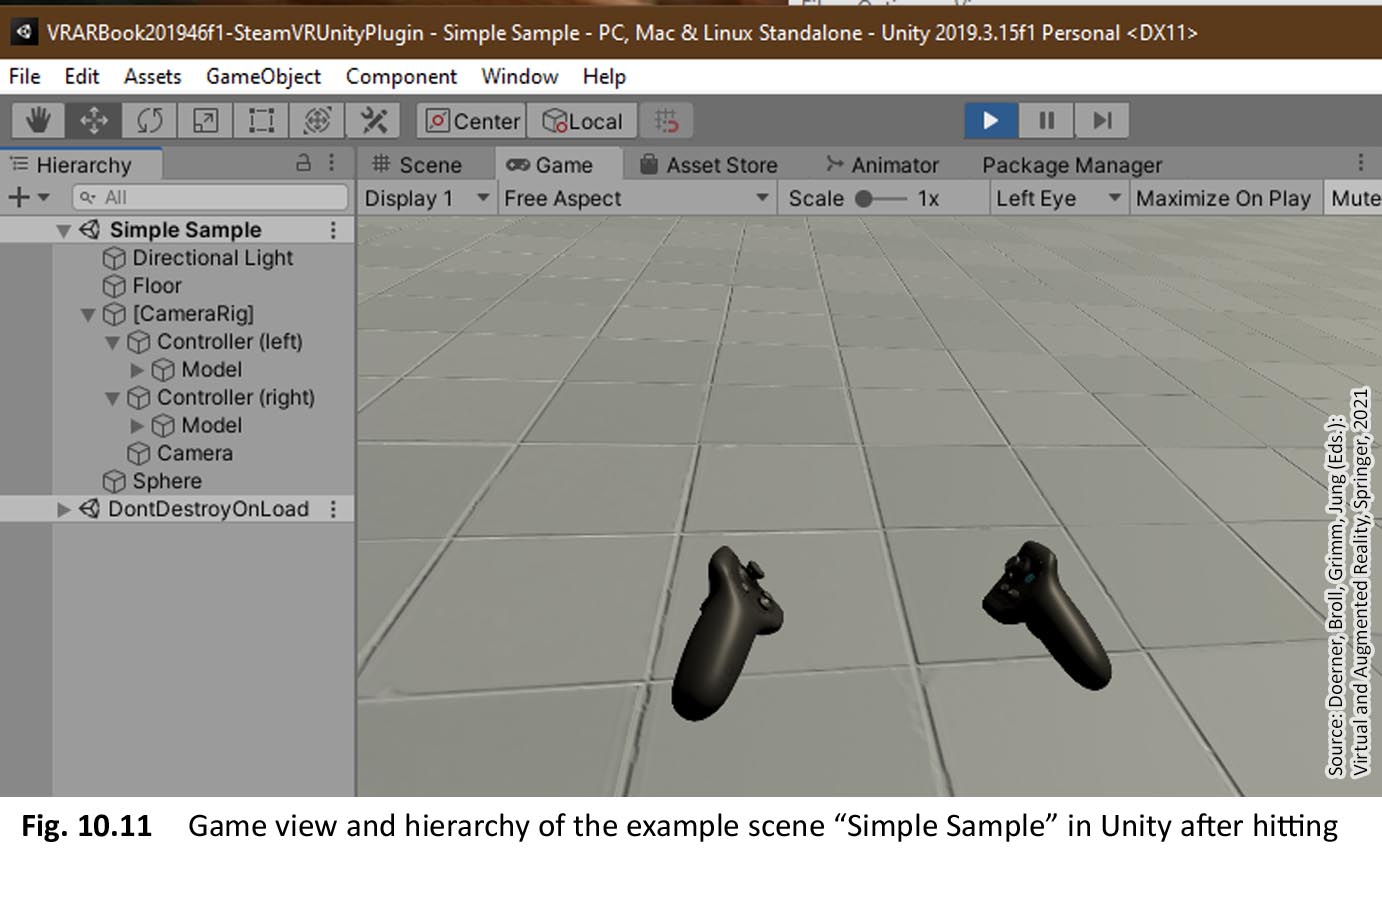 VRARBook201946f1-SteamVRUnityPlugin - Simple Sample - PC, Mac & Linux Standalone - Unity 2019.3.15f1 Personal <DX11>
File Edit Assets GameObject Component Window Help
Center Local
Hierarchy
All
Simple Sample
Directional Light
Floor
[CameraRig]
Controller (left)
Model
Controller (right)
Model
Camera
Sphere
DontDestroyOnLoad
Scene Game Asset Store Animator Package Manager
Display 1 Free Aspect Scale 1x Left Eye Maximize On Play Mute
Source: Doerner, Broll, Grimm, Jung (Eds.):
Virtual and Augmented Reality, Springer, 2021
Fig. 10.11 Game view and hierarchy of the example scene “Simple Sample” in Unity after hitting